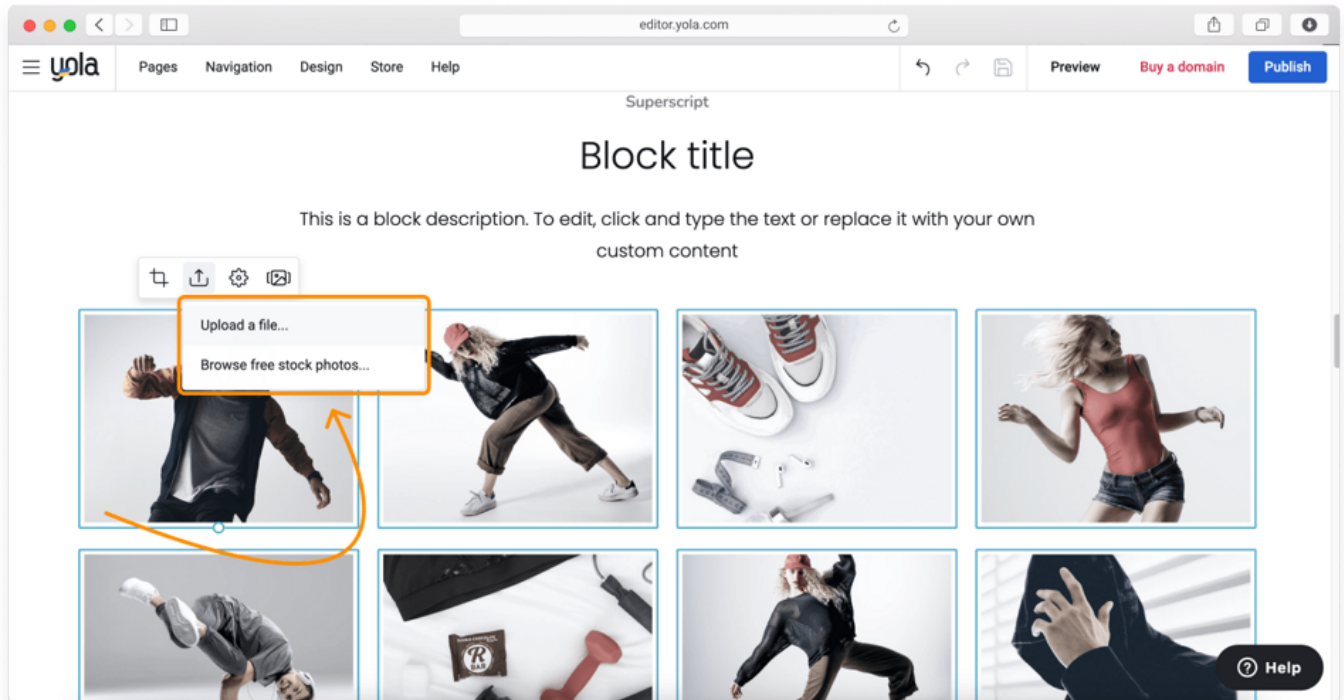 editor.yola.com
yola
Pages
Navigation
Design
Store
Help
Preview
Buy a domain
Publish
Superscript
Block title
This is a block description. To edit, click and type the text or replace it with your own
custom content
Upload a file...
Browse free stock photos...
R
BAR
Help